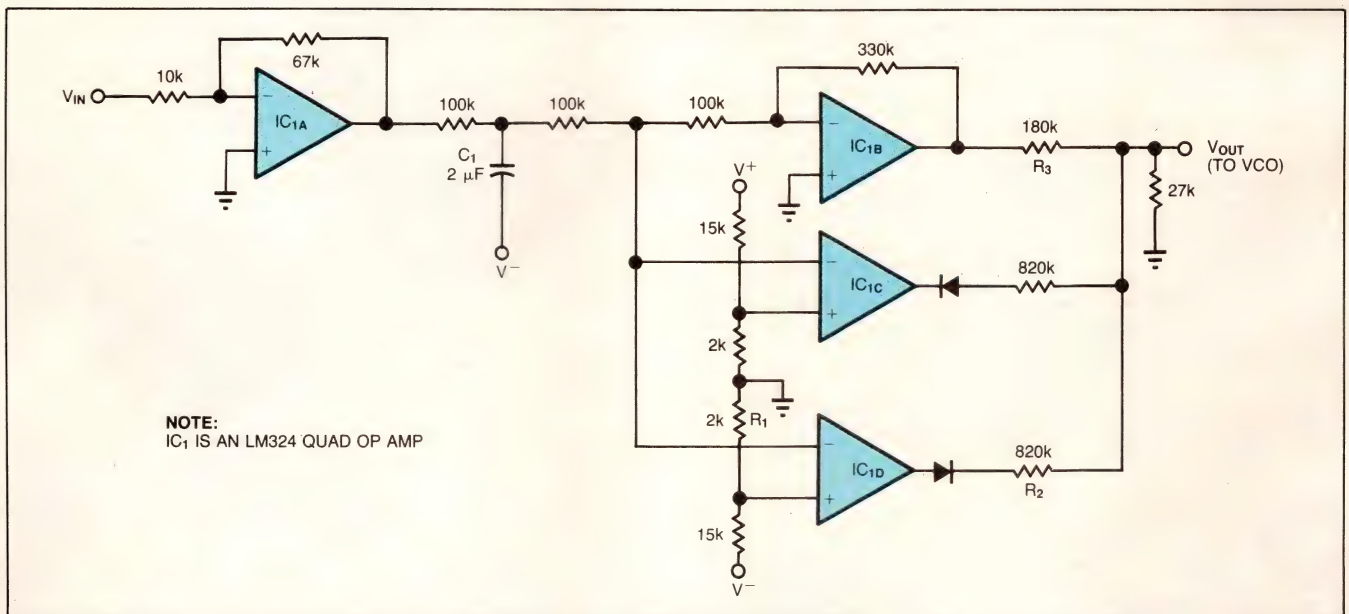 67k
10k
VIN
−
+
IC1A
100k
C1
2 µF
V−
100k
100k
330k
−
+
IC1B
180k
R3
VOUT
(TO VCO)
27k
V+
15k
−
+
IC1C
820k
2k
2k R1
−
+
IC1D
820k
R2
15k
V−
NOTE:
IC1 IS AN LM324 QUAD OP AMP